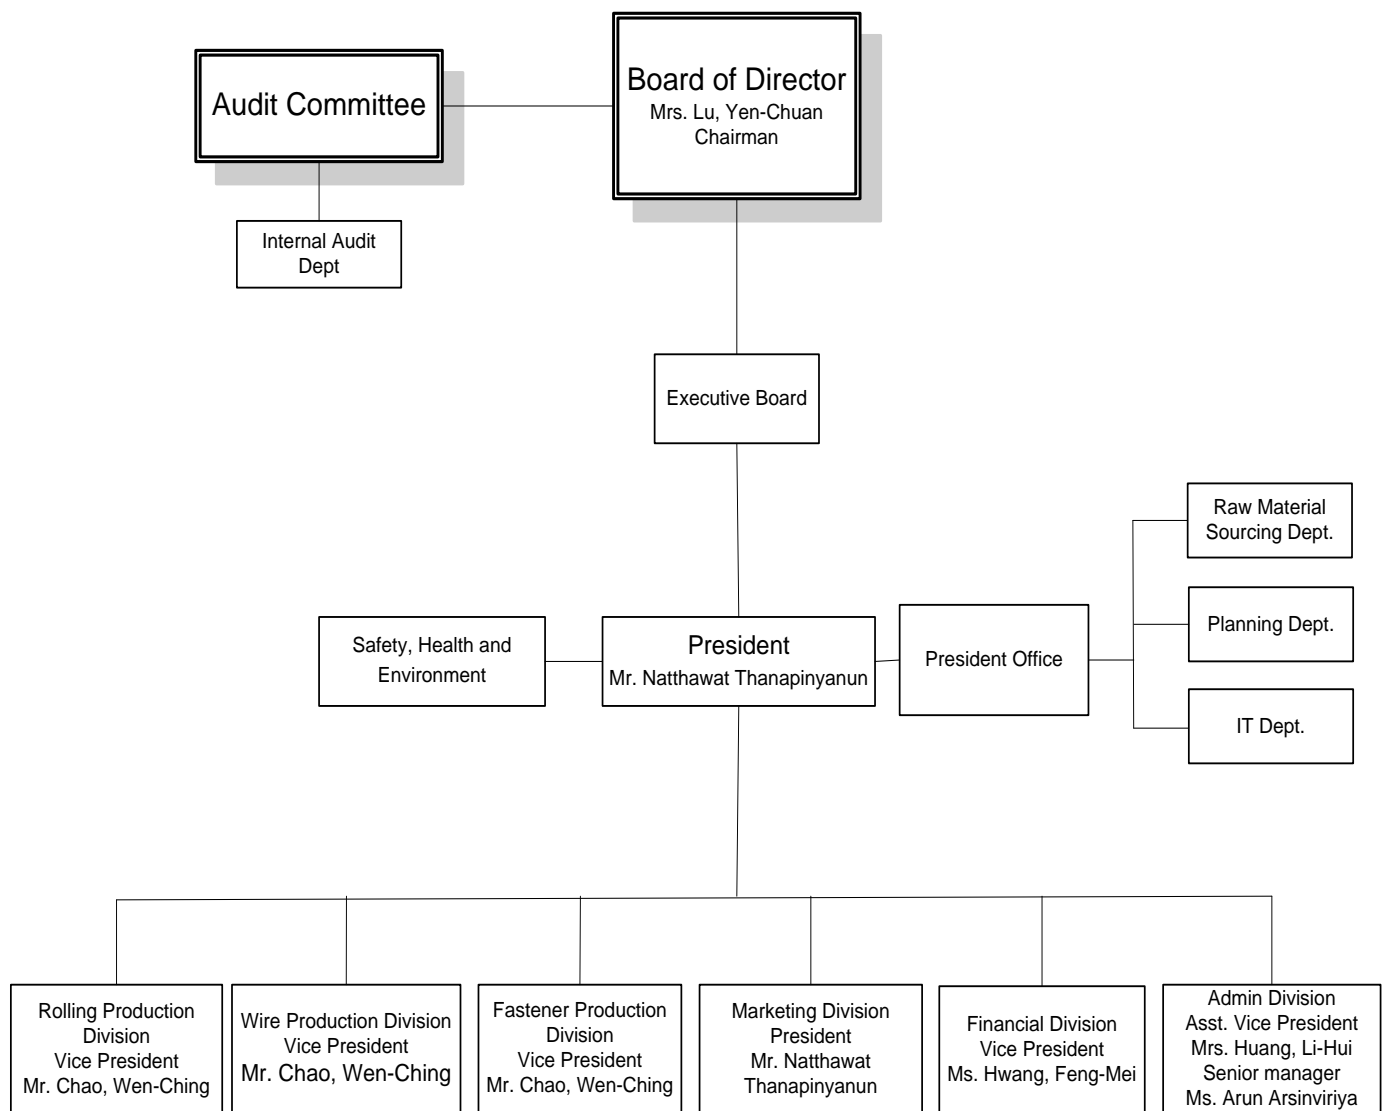 Audit Committee
Board of Director
Mrs. Lu, Yen-Chuan
Chairman
Internal Audit
Dept
Executive Board
Raw Material
Sourcing Dept.
Safety, Health and
Environment
President
Mr. Natthawat Thanapinyanun
President Office
Planning Dept.
IT Dept.
Rolling Production
Division
Vice President
Mr. Chao, Wen-Ching
Wire Production Division
Vice President
Mr. Chao, Wen-Ching
Fastener Production
Division
Vice President
Mr. Chao, Wen-Ching
Marketing Division
President
Mr. Natthawat
Thanapinyanun
Financial Division
Vice President
Ms. Hwang, Feng-Mei
Admin Division
Asst. Vice President
Mrs. Huang, Li-Hui
Senior manager
Ms. Arun Arsinviriya